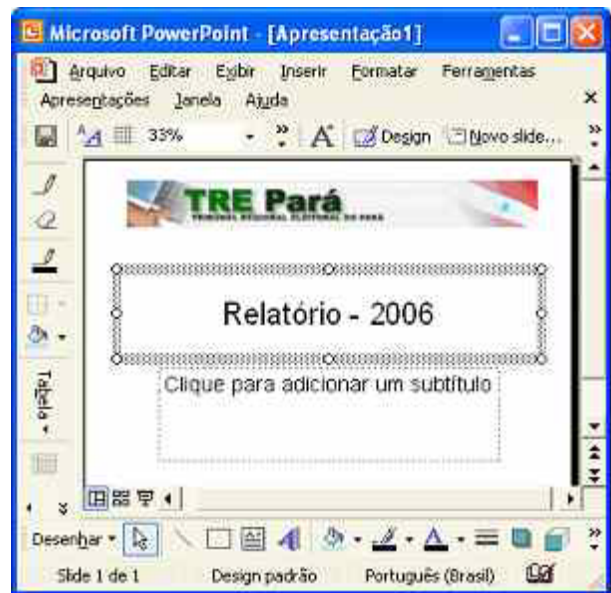 Microsoft PowerPoint - [Apresentação1]
Arquivo Editar Exibir Inserir Formatar Ferramentas
Apresentações Janela Ajuda
33% Design Novo slide...
TRE Pará
TRIBUNAL REGIONAL ELEITORAL DO PARÁ
Relatório - 2006
Clique para adicionar um subtítulo
Tabela
Desenhar
Slide 1 de 1 Design padrão Português (Brasil)